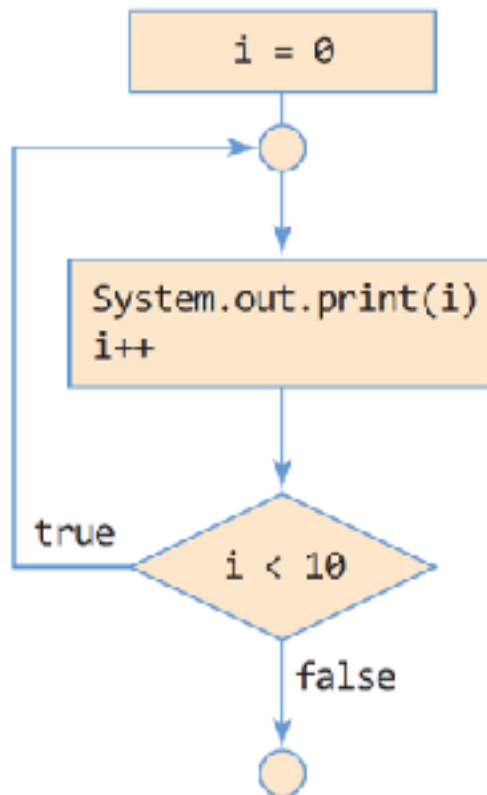 i = 0
System.out.print(i)
i++
true
i < 10
false